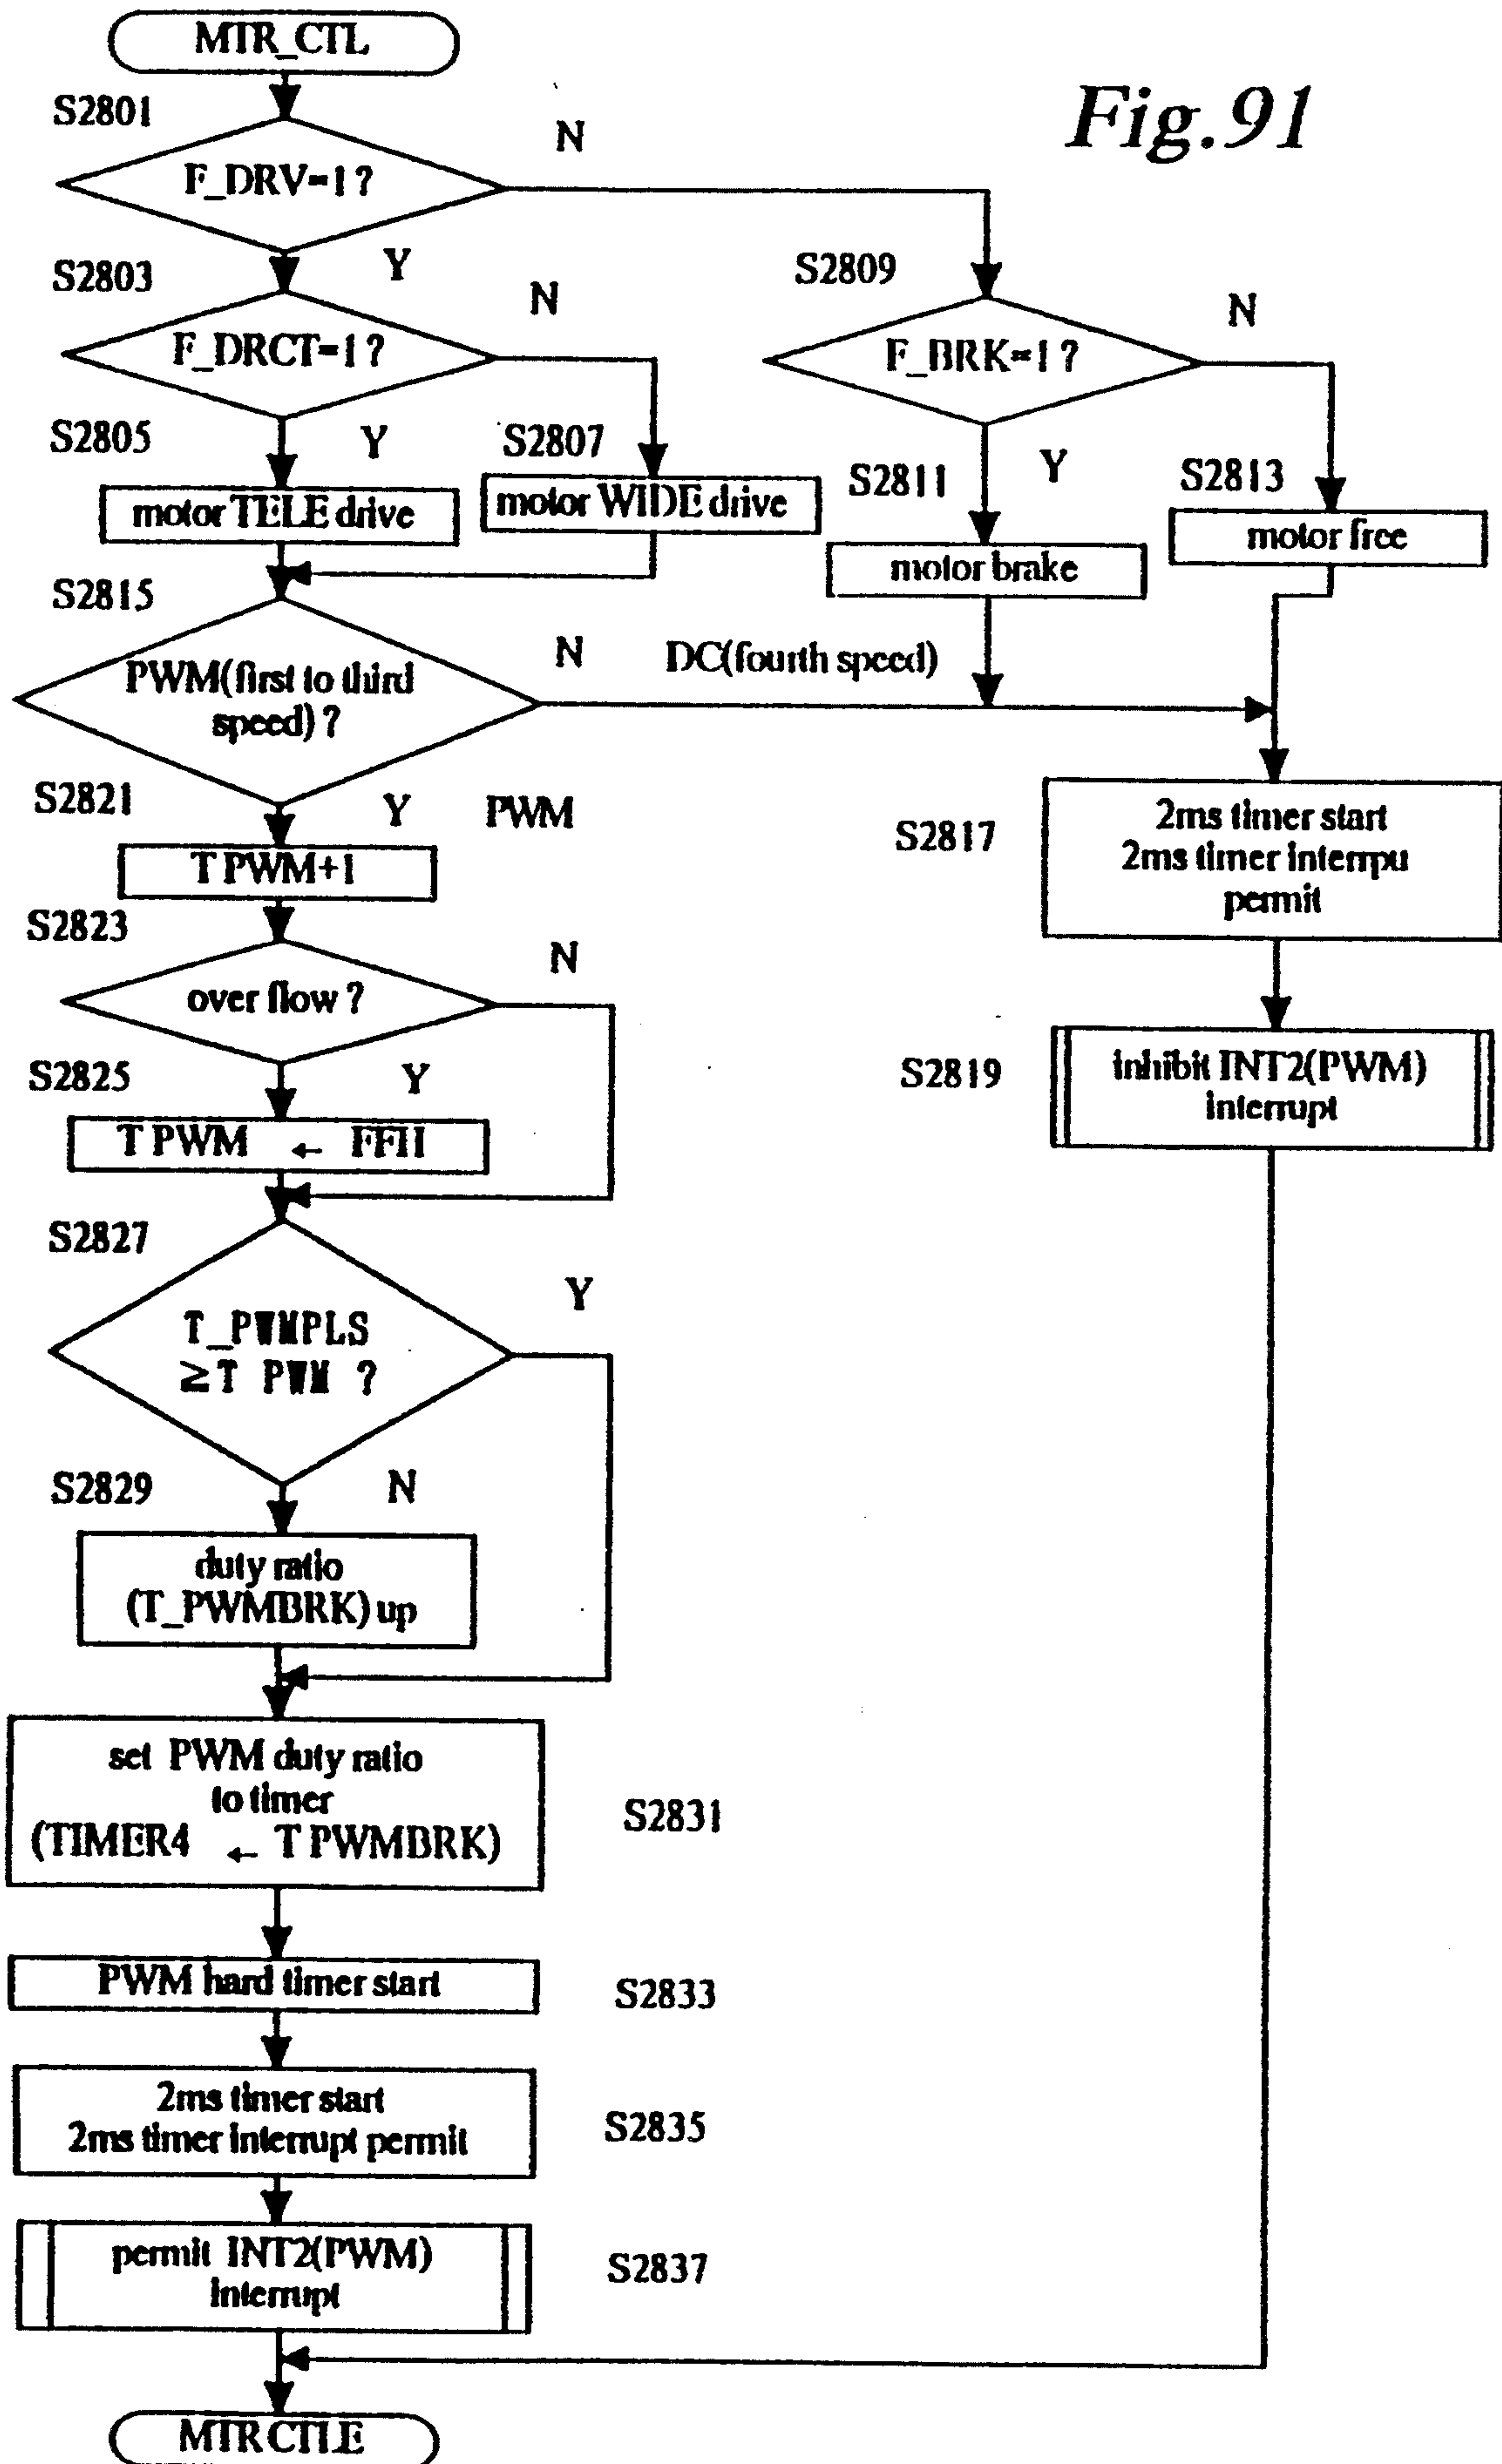 MTR_CTL
Fig.91
S2801
N
F_DRV=1?
Y
S2803
N
S2809
N
F_DRCT=1?
F_BRK=1?
S2805
Y
S2807
Y
S2811
S2813
motor TELE drive
motor WIDE drive
motor free
motor brake
S2815
N
DC(fourth speed)
PWM(first to third
speed)?
S2821
Y
PWM
S2817
2ms timer start
2ms timer interrpu
permit
T PWM+1
S2823
N
over flow?
S2825
Y
S2819
inhibit INT2(PWM)
interrupt
T PWM ← FFH
S2827
Y
T_PWMPLS
≥T PWM ?
S2829
N
duty ratio
(T_PWMBRK) up
set PWM duty ratio
to timer
(TIMER4 ← T PWMBRK)
S2831
PWM hard timer start
S2833
2ms timer start
2ms timer interrupt permit
S2835
permit INT2(PWM)
interrupt
S2837
MTRCTLE